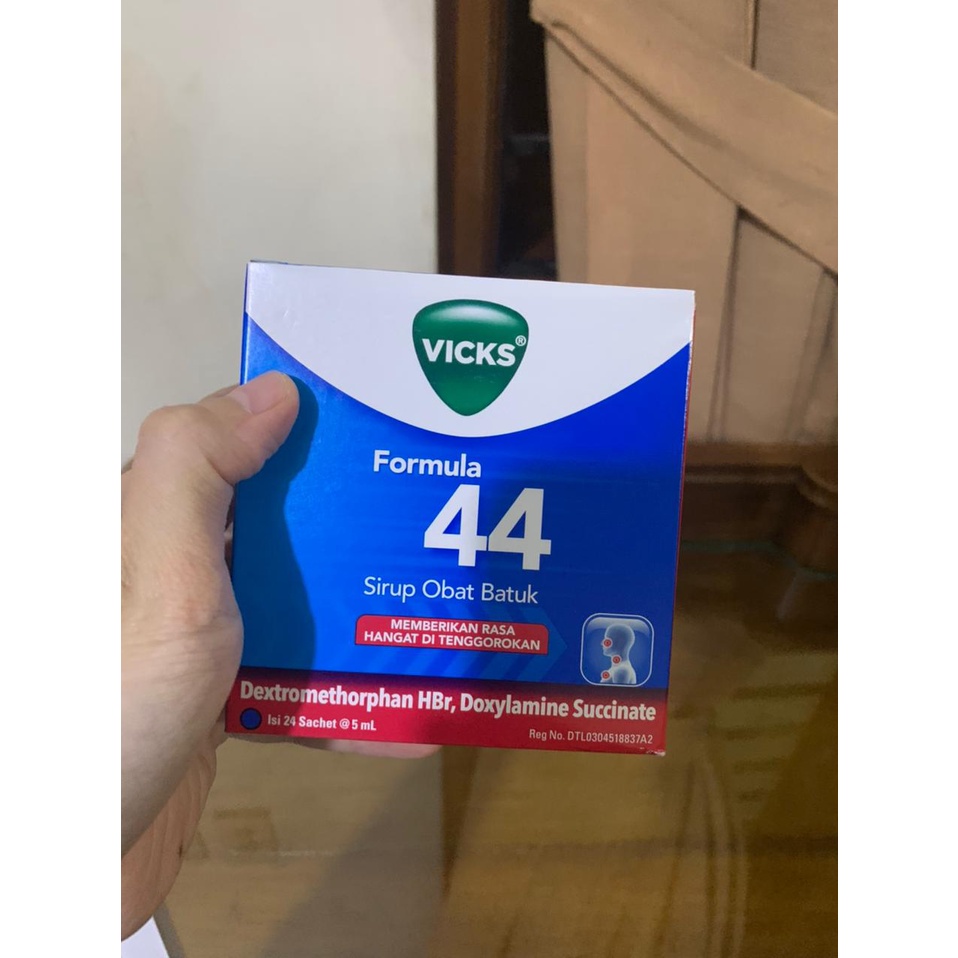 VICKS®
Formula
44
Sirup Obat Batuk
MEMBERIKAN RASA
HANGAT DI TENGGOROKAN
Dextromethorphan HBr, Doxylamine Succinate
Isi 24 Sachet @ 5 mL
Reg No. DTL0304518837A2